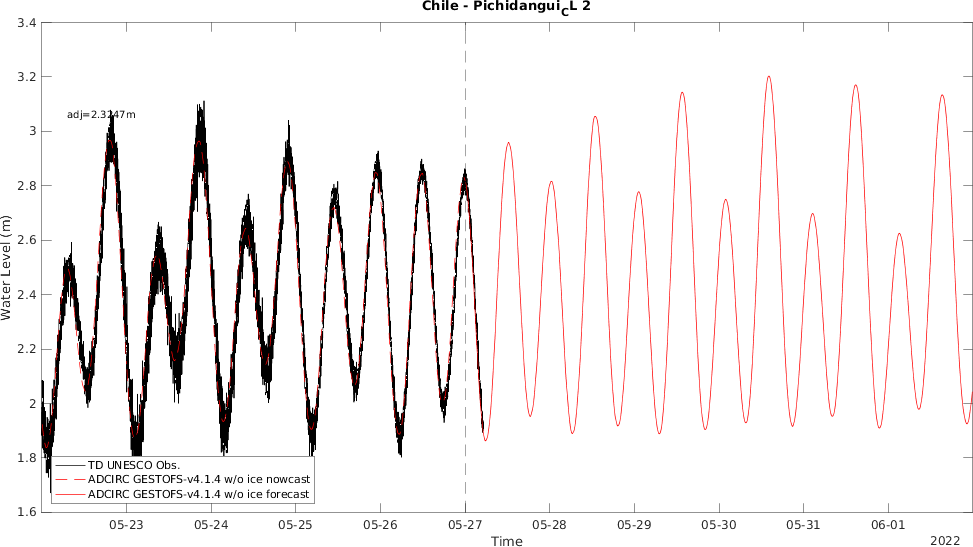 Chile - Pichidangui_CL 2
adj=2.3247m
Water Level (m)
3.4
3.2
3
2.8
2.6
2.4
2.2
2
1.8
1.6
TD UNESCO Obs.
ADCIRC GESTOFS-v4.1.4 w/o ice nowcast
ADCIRC GESTOFS-v4.1.4 w/o ice forecast
05-23 05-24 05-25 05-26 05-27 05-28 05-29 05-30 05-31 06-01
Time
2022